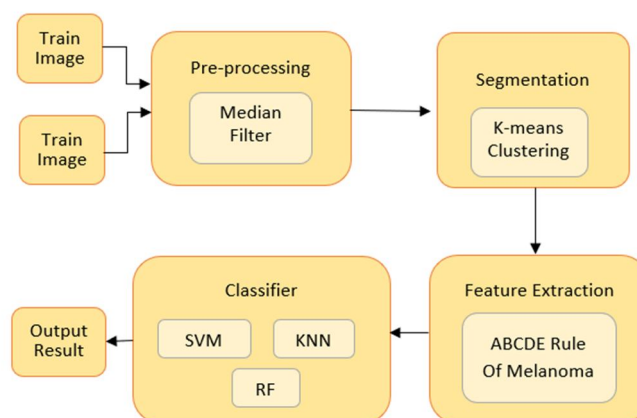 Train
Image
Pre-processing
Median
Filter
Train
Image
Segmentation
K-means
Clustering
Feature Extraction
ABCDE Rule
Of Melanoma
Classifier
SVM
KNN
RF
Output
Result